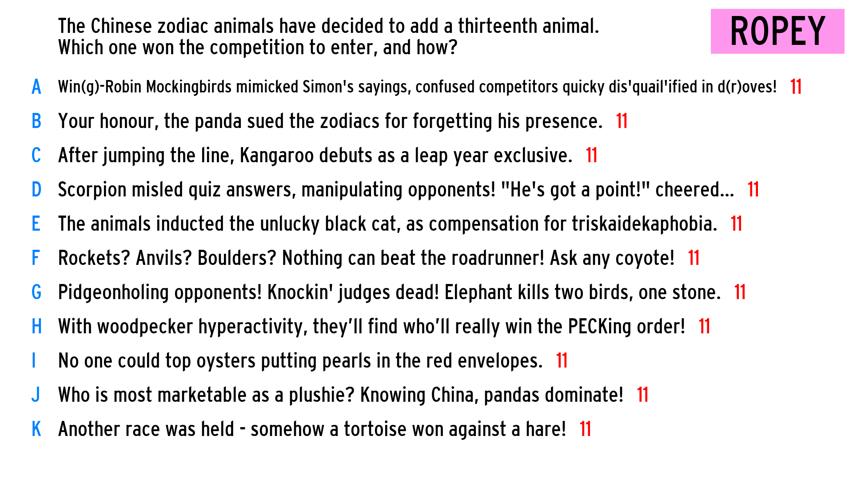 The Chinese zodiac animals have decided to add a thirteenth animal.
Which one won the competition to enter, and how?
ROPEY
A Win(g)-Robin Mockingbirds mimicked Simon's sayings, confused competitors quicky dis'quail'ified in d(r)oves! 11
B Your honour, the panda sued the zodiacs for forgetting his presence. 11
C After jumping the line, Kangaroo debuts as a leap year exclusive. 11
D Scorpion misled quiz answers, manipulating opponents! "He's got a point!" cheered... 11
E The animals inducted the unlucky black cat, as compensation for triskaidekaphobia. 11
F Rockets? Anvils? Boulders? Nothing can beat the roadrunner! Ask any coyote! 11
G Pidgeonholing opponents! Knockin' judges dead! Elephant kills two birds, one stone. 11
H With woodpecker hyperactivity, they'll find who'll really win the PECKing order! 11
I No one could top oysters putting pearls in the red envelopes. 11
J Who is most marketable as a plushie? Knowing China, pandas dominate! 11
K Another race was held - somehow a tortoise won against a hare! 11